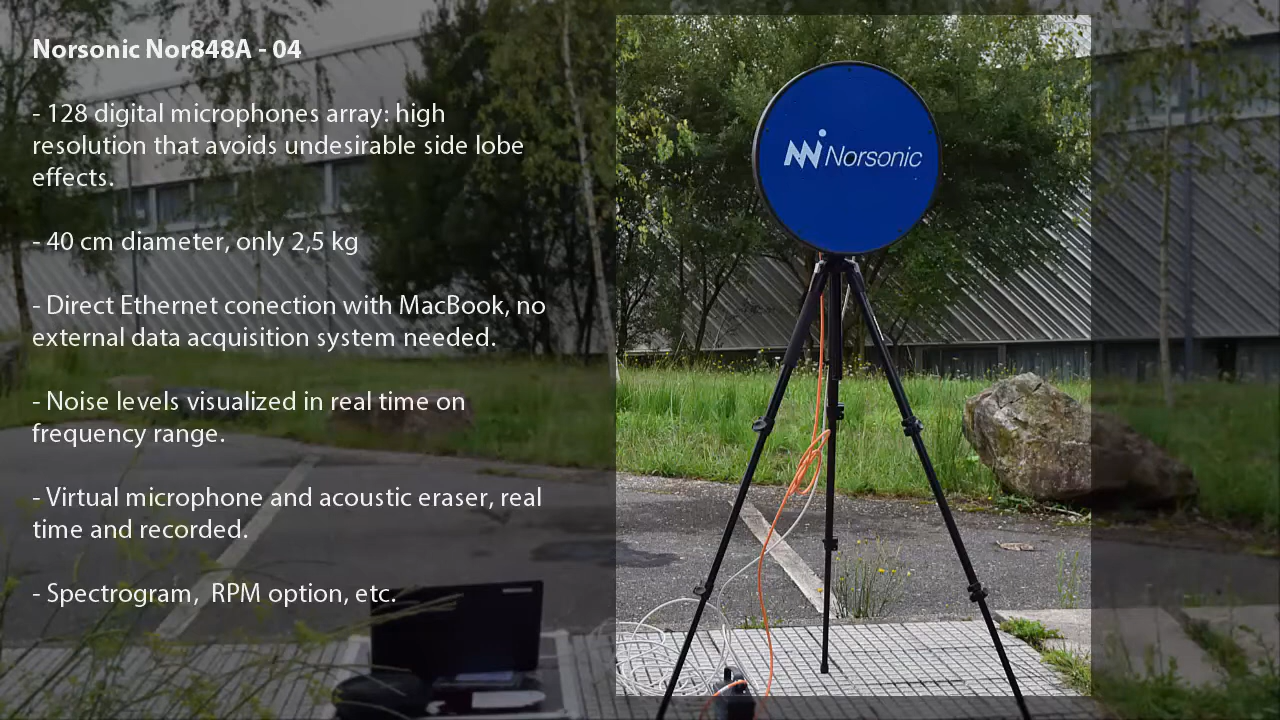 Norsonic Nor848A - 04
- 128 digital microphones array: high
resolution that avoids undesirable side lobe
effects.
- 40 cm diameter, only 2,5 kg
- Direct Ethernet conection with MacBook, no
external data acquisition system needed.
- Noise levels visualized in real time on
frequency range.
- Virtual microphone and acoustic eraser, real
time and recorded.
- Spectrogram,  RPM option, etc.
Norsonic